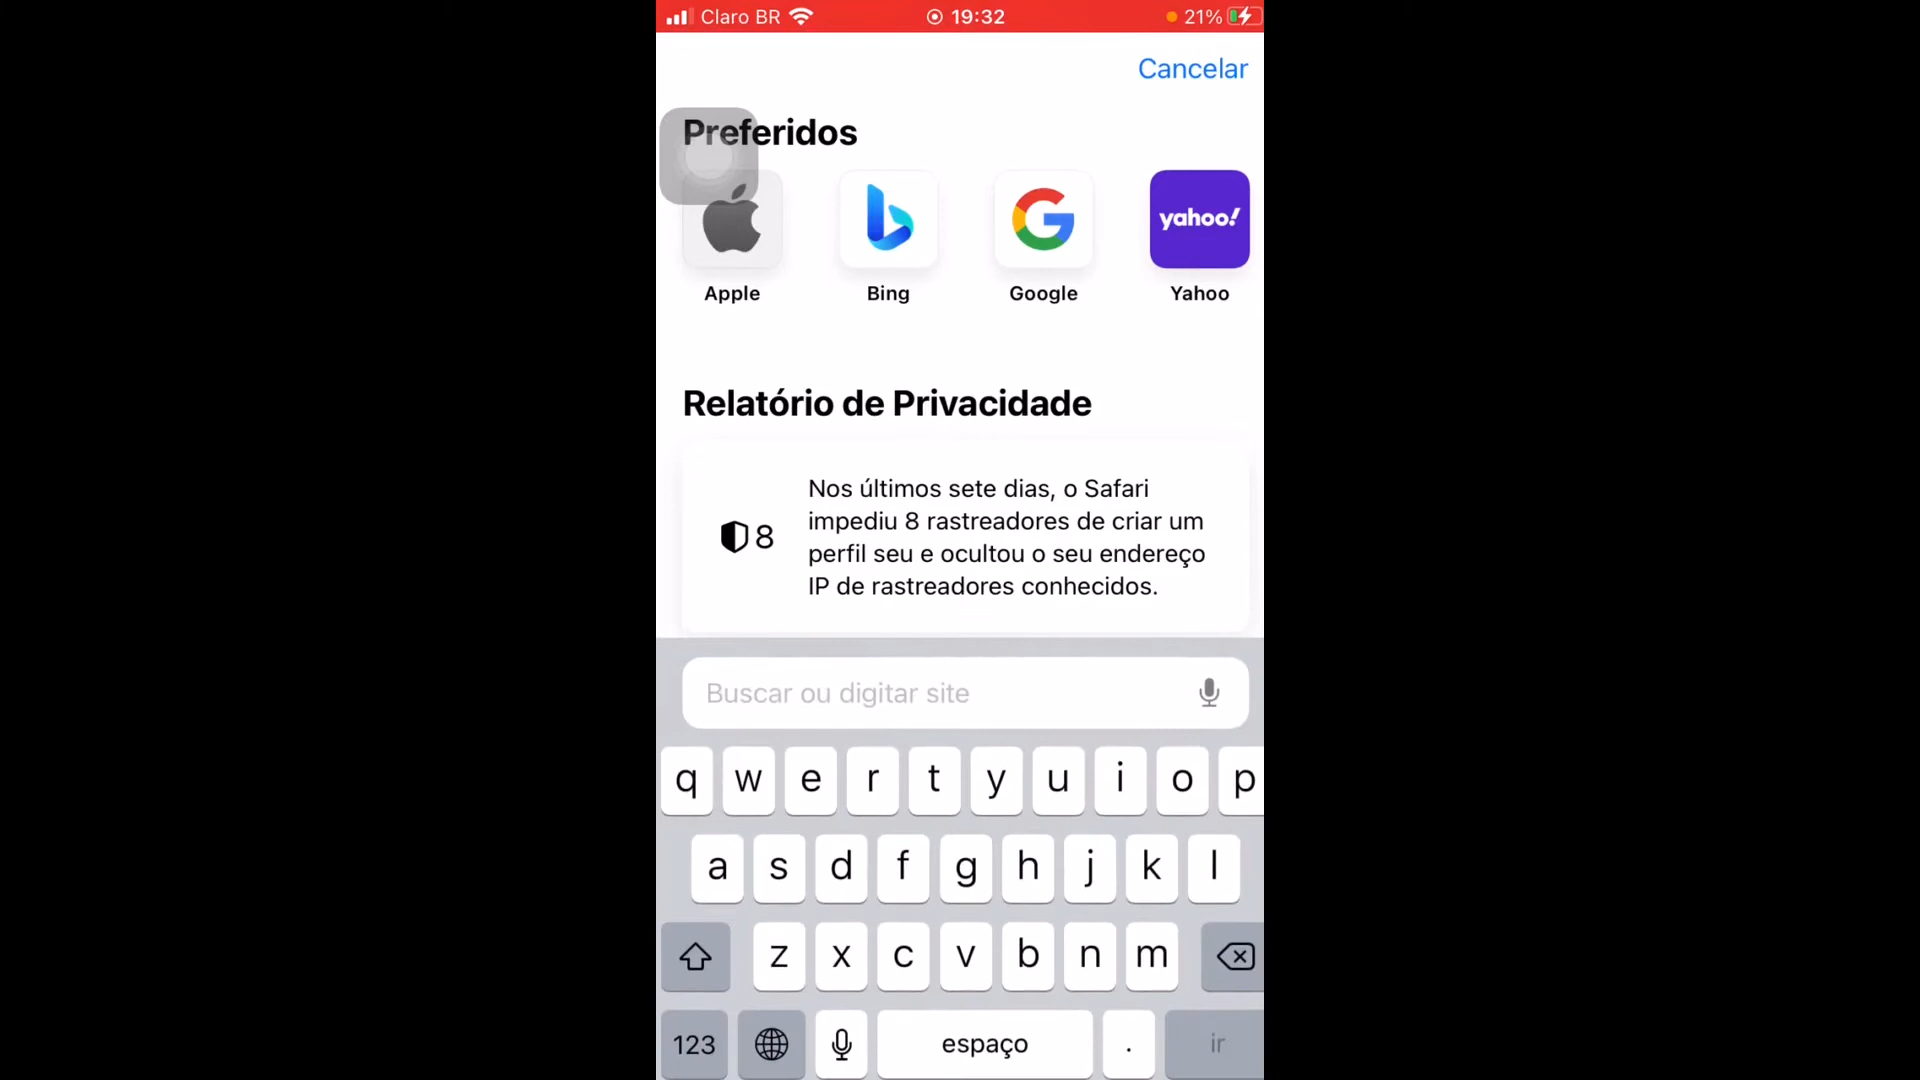 Claro BR 19:32 21%
Cancelar
Preferidos
yahoo!
Apple Bing Google Yahoo
Relatório de Privacidade
8
Nos últimos sete dias, o Safari
impediu 8 rastreadores de criar um
perfil seu e ocultou o seu endereço
IP de rastreadores conhecidos.
Buscar ou digitar site
q w e r t y u i o p
a s d f g h j k l
z x c v b n m
123 espaço . ir